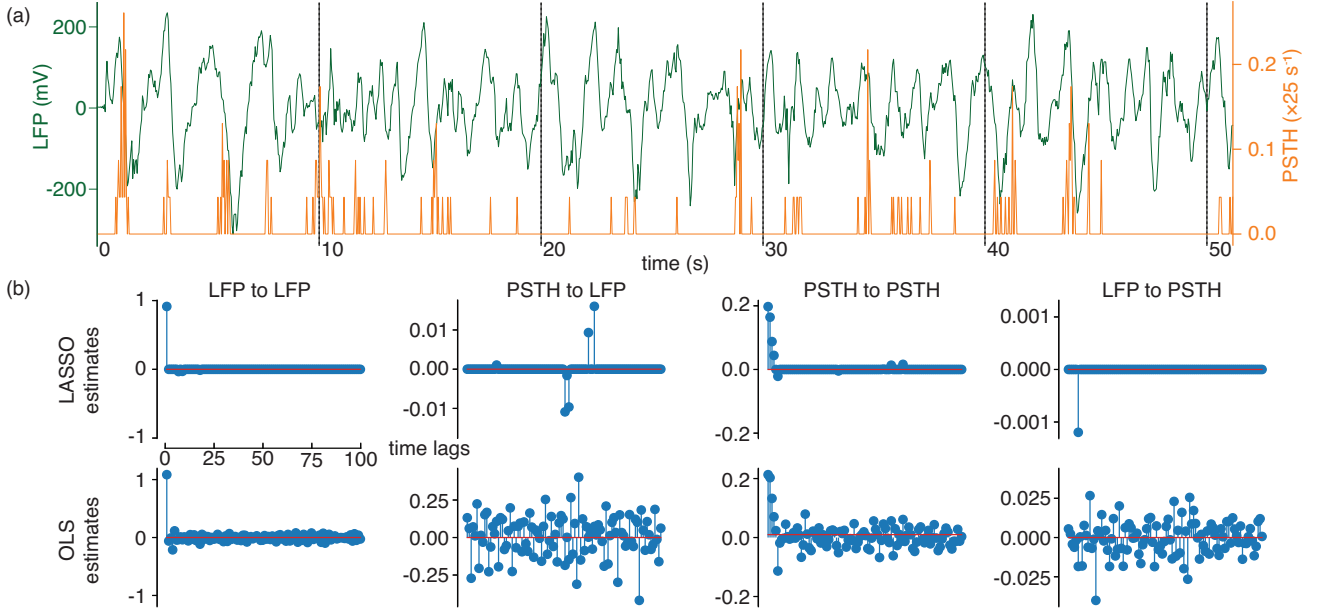 (a)
200
0
-200
LFP (mV)
0.2
0.1
0.0
PSTH (×25 s⁻¹)
0 10 20 30 40 50
time (s)
(b)
LFP to LFP PSTH to LFP PSTH to PSTH LFP to PSTH
LASSO
estimates
1
0
-1
0.01
0.00
-0.01
0.2
0.0
-0.2
0.001
0.000
-0.001
0 25 50 75 100 time lags
OLS
estimates
1
0
-1
0.25
0.00
-0.25
0.2
0.0
-0.2
0.025
0.000
-0.025